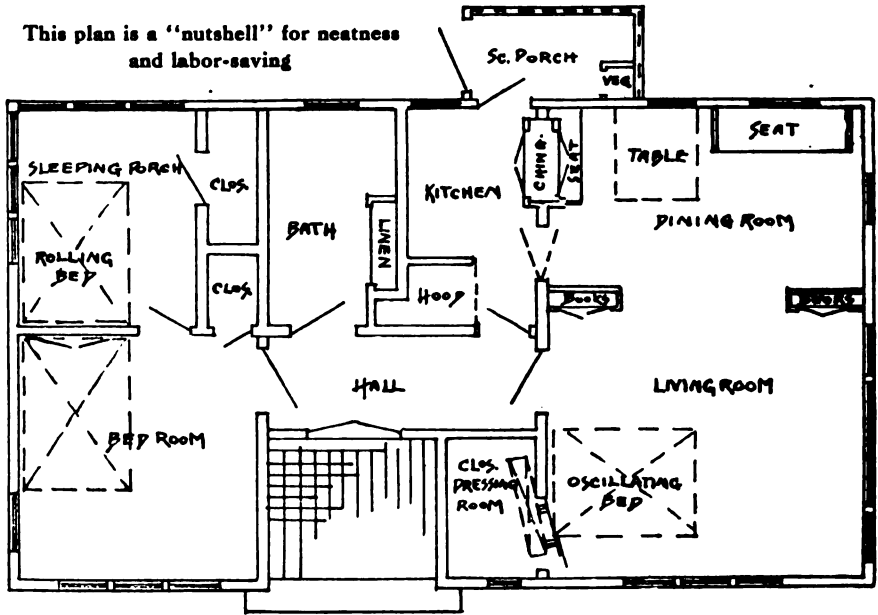 This plan is a "nutshell" for neatness
and labor-saving
SC. PORCH
VEG
SEAT
CHINA
SEAT
TABLE
SLEEPING PORCH
CLOS.
KITCHEN
DINING ROOM
BATH
LINEN
ROLLING
BED
CLOS.
HOOD
BOOKS
BOOKS
HALL
LIVING ROOM
BED ROOM
CLOS.
DRESSING
ROOM
OSCILLATING
BED